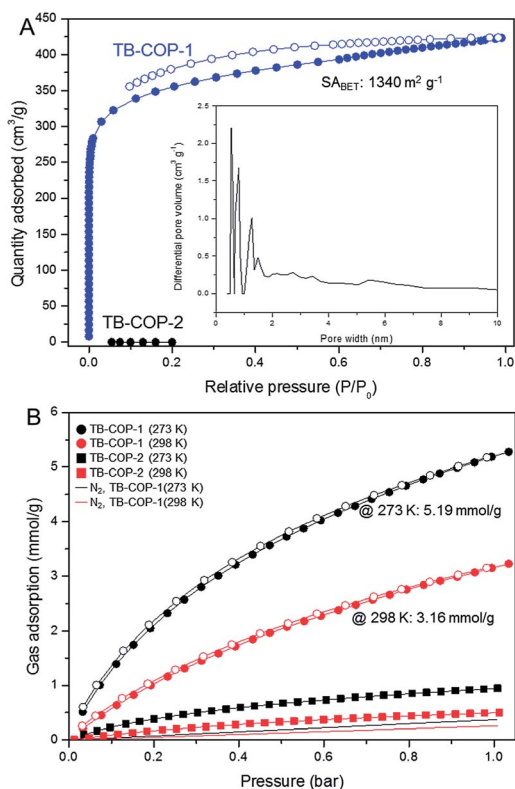 A
450
400
350
300
250
200
150
100
50
0
Quantity adsorbed (cm³/g)
TB-COP-1
SA_BET: 1340 m² g⁻¹
2.5
2.0
1.5
1.0
0.5
0.0
Differential pore volume (cm³ g⁻¹)
0 2 4 6 8 10
Pore width (nm)
TB-COP-2
0.0 0.2 0.4 0.6 0.8 1.0
Relative pressure (P/P₀)
B
6
5
4
3
2
1
0
Gas adsorption (mmol/g)
TB-COP-1 (273 K)
TB-COP-1 (298 K)
TB-COP-2 (273 K)
TB-COP-2 (298 K)
N₂, TB-COP-1(273 K)
N₂, TB-COP-1(298 K)
@ 273 K: 5.19 mmol/g
@ 298 K: 3.16 mmol/g
0.0 0.2 0.4 0.6 0.8 1.0
Pressure (bar)